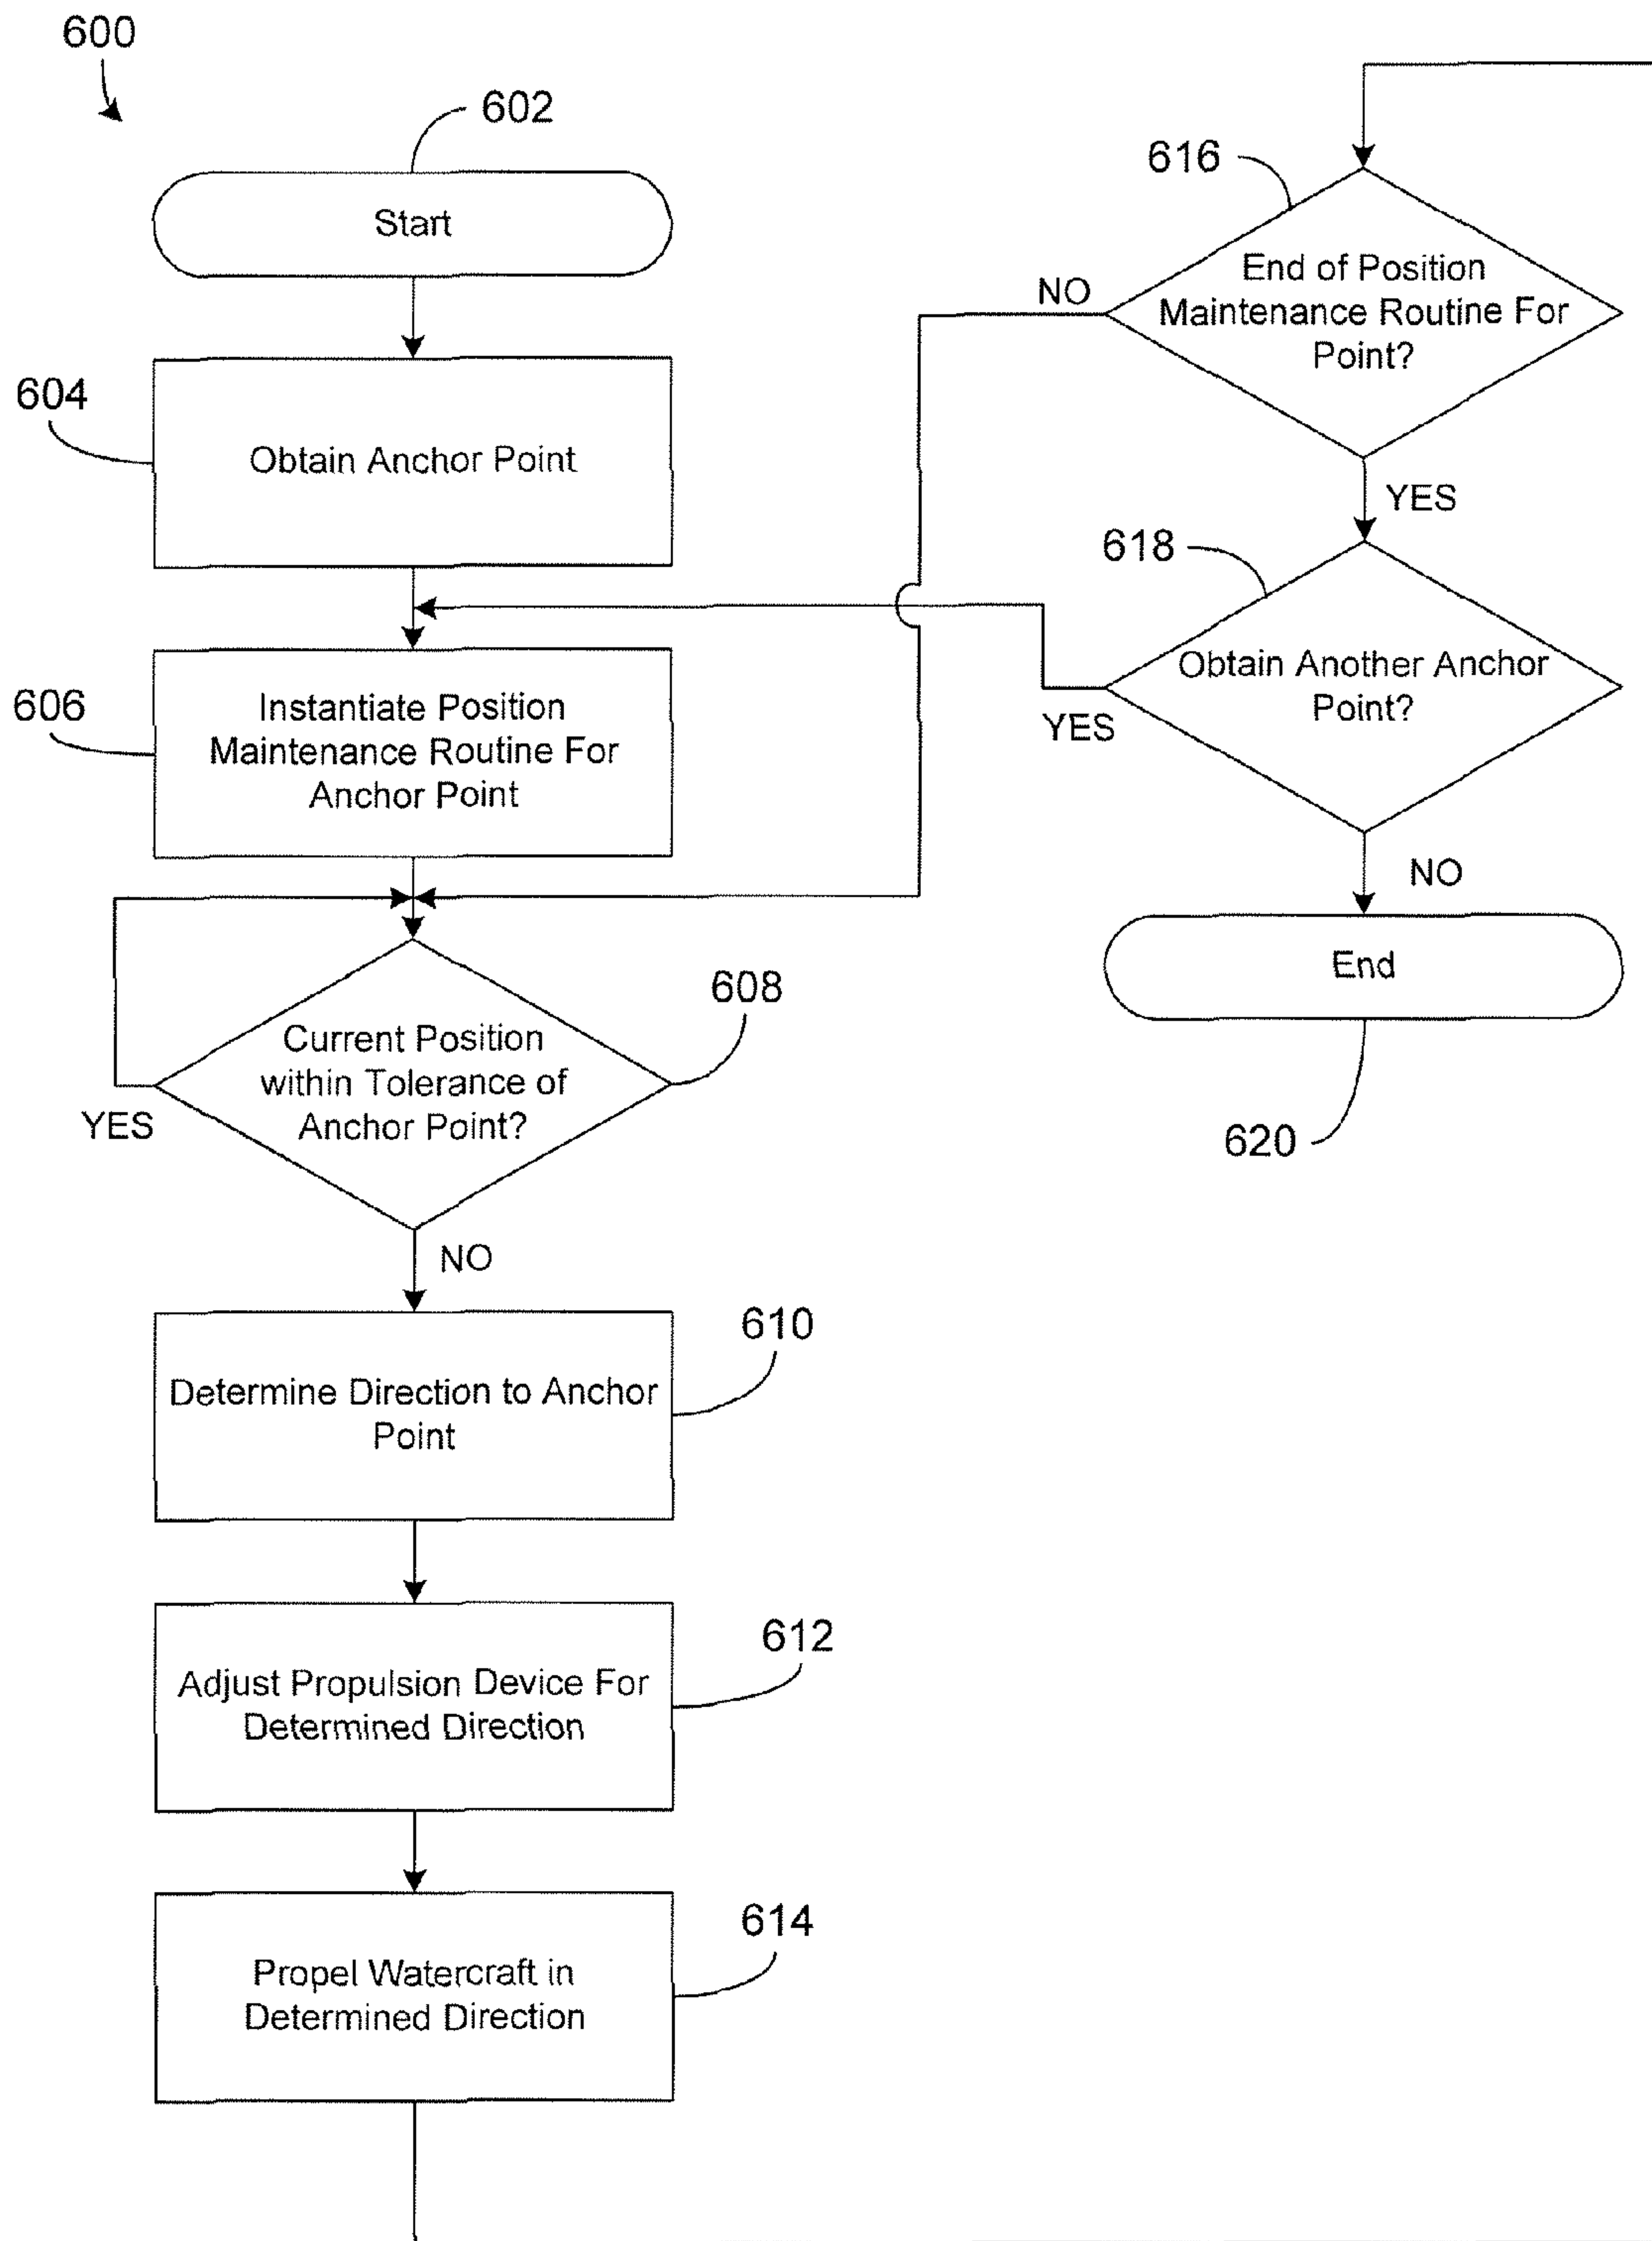 600
602
Start
604
Obtain Anchor Point
606
Instantiate Position
Maintenance Routine For
Anchor Point
608
Current Position
within Tolerance of
Anchor Point?
YES
NO
610
Determine Direction to Anchor
Point
612
Adjust Propulsion Device For
Determined Direction
614
Propel Watercraft in
Determined Direction
616
End of Position
Maintenance Routine For
Point?
NO
YES
618
Obtain Another Anchor
Point?
YES
NO
End
620